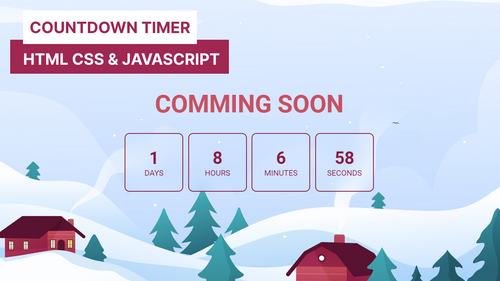 COUNTDOWN TIMER
HTML CSS & JAVASCRIPT
COMMING SOON
1 8 6 58
DAYS HOURS MINUTES SECONDS